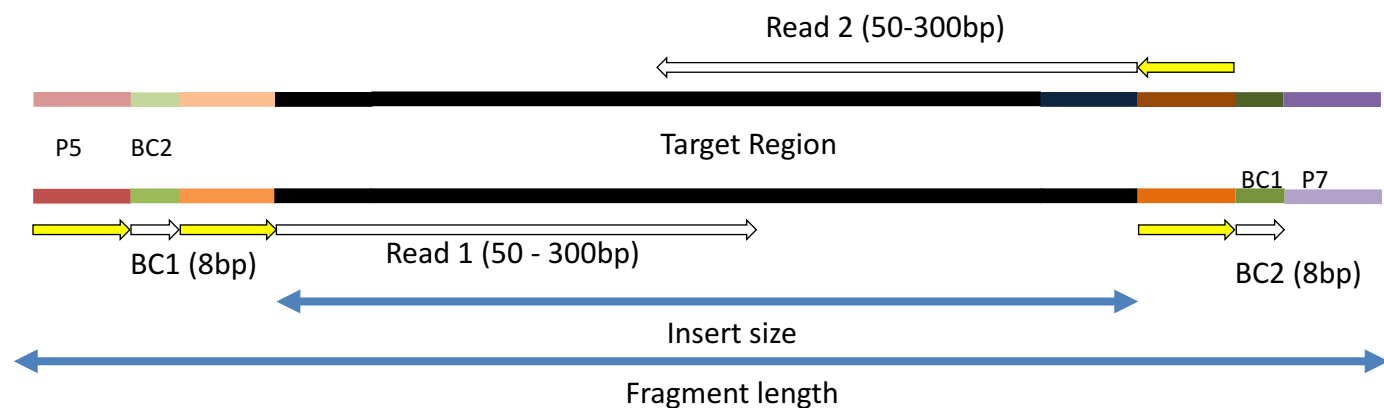 Read 2 (50-300bp)
P5
BC2
Target Region
BC1
P7
BC1 (8bp)
Read 1 (50 - 300bp)
BC2 (8bp)
Insert size
Fragment length